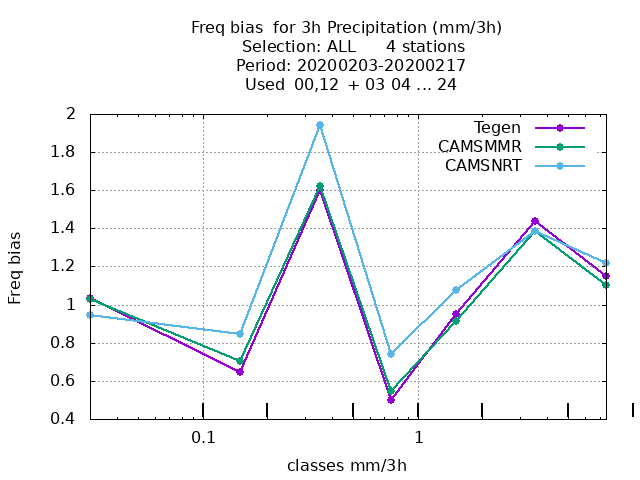 Freq bias  for 3h Precipitation (mm/3h)
Selection: ALL      4 stations
Period: 20200203-20200217
Used  00,12  + 03 04 ... 24
Tegen
CAMSMMR
CAMSNRT
2
1.8
1.6
1.4
1.2
1
0.8
0.6
0.4
Freq bias
0.1 1
classes mm/3h